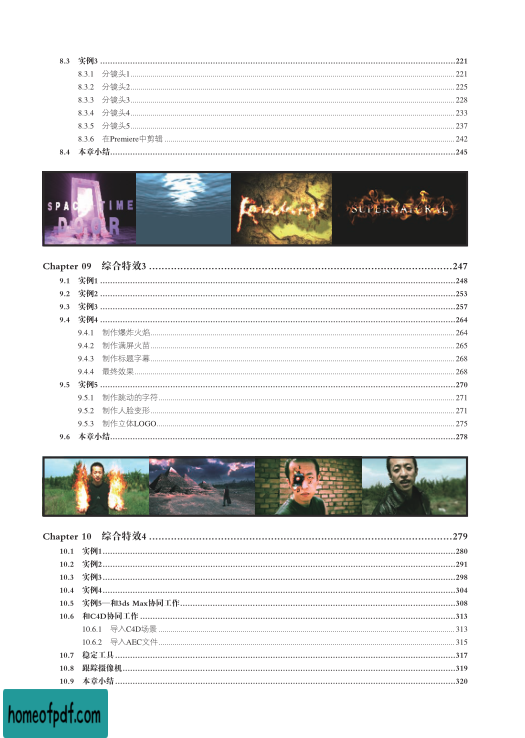 8.3 实例3 ........ 221
8.3.1 分镜头1 ........ 221
8.3.2 分镜头2 ........ 225
8.3.3 分镜头3 ........ 228
8.3.4 分镜头4 ........ 233
8.3.5 分镜头5 ........ 237
8.3.6 在Premiere中剪辑 ........ 242
8.4 本章小结 ........ 245
SPACE TIME
DOOR
SUPERNATURAL
Chapter 09 综合特效3 ........ 247
9.1 实例1 ........ 248
9.2 实例2 ........ 253
9.3 实例3 ........ 257
9.4 实例4 ........ 264
9.4.1 制作爆炸火焰 ........ 264
9.4.2 制作满屏火苗 ........ 265
9.4.3 制作标题字幕 ........ 268
9.4.4 最终效果 ........ 268
9.5 实例5 ........ 270
9.5.1 制作跳动的字符 ........ 271
9.5.2 制作人脸变形 ........ 271
9.5.3 制作立体LOGO ........ 275
9.6 本章小结 ........ 278
Chapter 10 综合特效4 ........ 279
10.1 实例1 ........ 280
10.2 实例2 ........ 291
10.3 实例3 ........ 298
10.4 实例4 ........ 304
10.5 实例5—和3ds Max协同工作 ........ 308
10.6 和C4D协同工作 ........ 313
10.6.1 导入C4D场景 ........ 313
10.6.2 导入AEC文件 ........ 315
10.7 稳定工具 ........ 317
10.8 跟踪摄像机 ........ 319
10.9 本章小结 ........ 320
homeofpdf.com